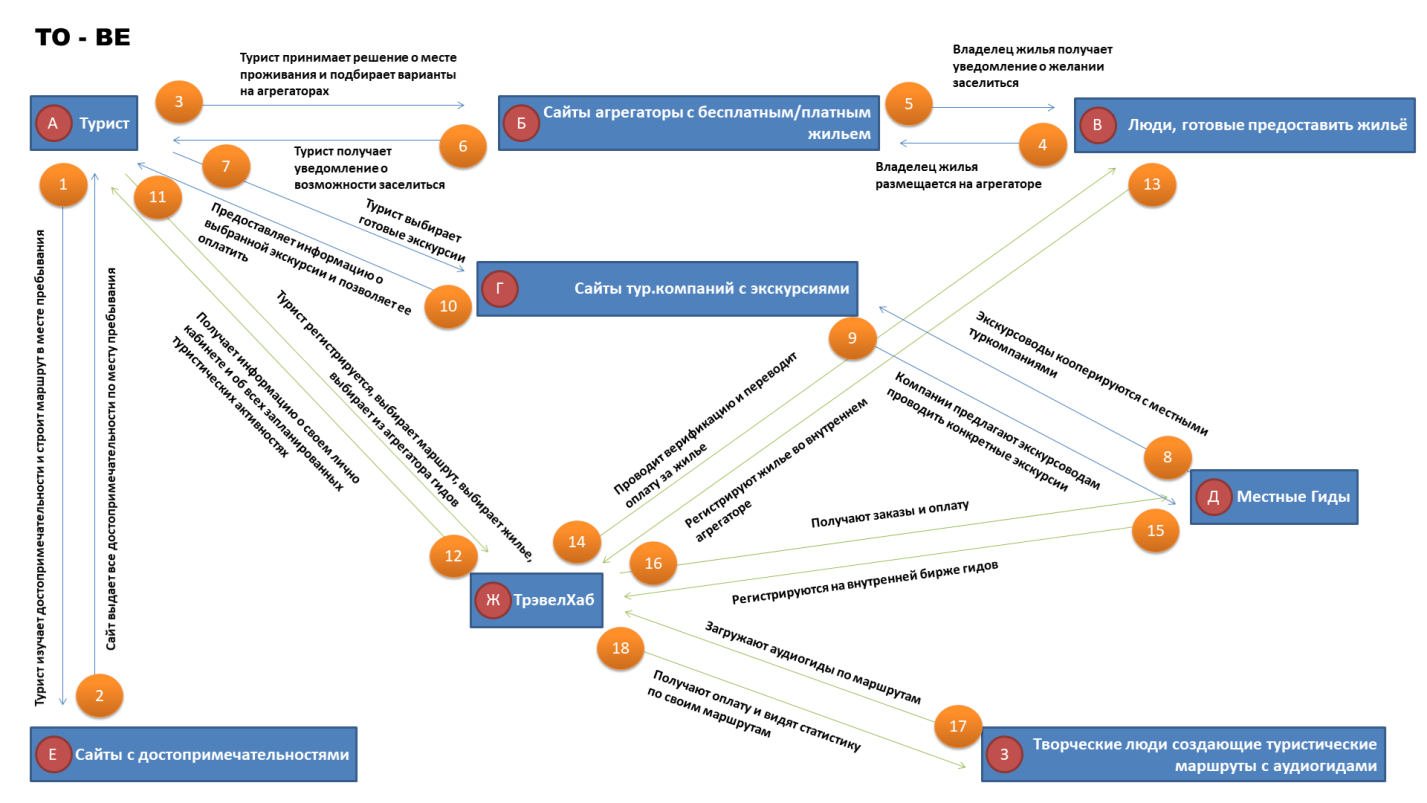 TO - BE
Турист принимает решение о месте
проживания и подбирает варианты
на агрегаторах
Владелец жилья получает
уведомление о желании
заселиться
3
5
А Турист
Б Сайты агрегаторы с бесплатным/платным
жильем
В Люди, готовые предоставить жильё
6
4
7
Турист получает
уведомление о
возможности заселиться
Владелец жилья
размещается на агрегаторе
1
11
13
Турист выбирает
готовые экскурсии
Предоставляет информацию о
выбранной экскурсии и позволяет ее
оплатить
Г Сайты тур.компаний с экскурсиями
10
9
Экскурсоводы кооперируются с местными
туркомпаниями
Компании предлагают экскурсоводам
проводить конкретные экскурсии
8
Д Местные Гиды
Турист изучает достопримечательности и строит маршрут в месте пребывания
Сайт выдает все достопримечательности по месту пребывания
Турист регистрируется, выбирает маршрут, выбирает жилье,
выбирает из агрегатора гидов
Получает информацию о своем лично
кабинете и об всех запланированных
туристических активностях
Проводит верификацию и переводит
оплату за жилье
Регистрируют жилье во внутреннем
агрегаторе
Получают заказы и оплату
15
12
14
16
Регистрируются на внутренней бирже гидов
Ж ТрэвелХаб
18
Загружают аудиогиды по маршрутам
Получают оплату и видят статистику
по своим маршрутам
2
17
Е Сайты с достопримечательностями
З Творческие люди создающие туристические
маршруты с аудиогидами